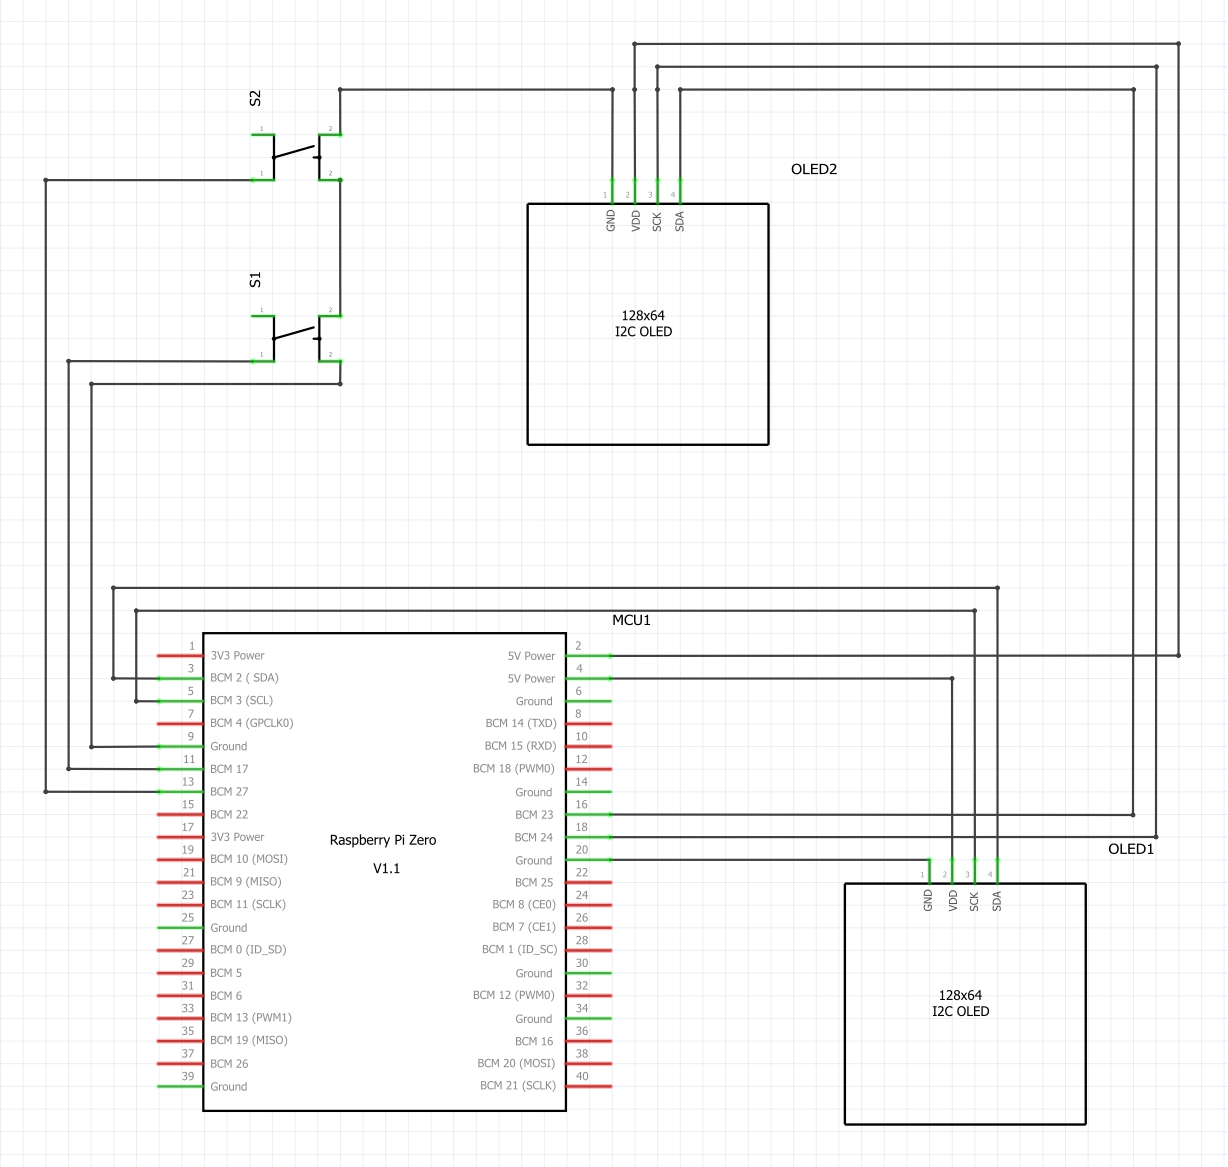 S2
1
2
1
2
OLED2
1
2
3
4
GND
VDD
SCK
SDA
128x64
I2C OLED
S1
1
2
1
2
MCU1
1
3V3 Power
5V Power
2
3
BCM 2 ( SDA)
5V Power
4
5
BCM 3 (SCL)
Ground
6
7
BCM 4 (GPCLK0)
BCM 14 (TXD)
8
9
Ground
BCM 15 (RXD)
10
11
BCM 17
BCM 18 (PWM0)
12
13
BCM 27
Ground
14
15
BCM 22
BCM 23
16
17
3V3 Power
BCM 24
18
19
BCM 10 (MOSI)
Ground
20
21
BCM 9 (MISO)
BCM 25
22
23
BCM 11 (SCLK)
BCM 8 (CE0)
24
25
Ground
BCM 7 (CE1)
26
27
BCM 0 (ID_SD)
BCM 1 (ID_SC)
28
29
BCM 5
Ground
30
31
BCM 6
BCM 12 (PWM0)
32
33
BCM 13 (PWM1)
Ground
34
35
BCM 19 (MISO)
BCM 16
36
37
BCM 26
BCM 20 (MOSI)
38
39
Ground
BCM 21 (SCLK)
40
Raspberry Pi Zero
V1.1
OLED1
1
2
3
4
GND
VDD
SCK
SDA
128x64
I2C OLED